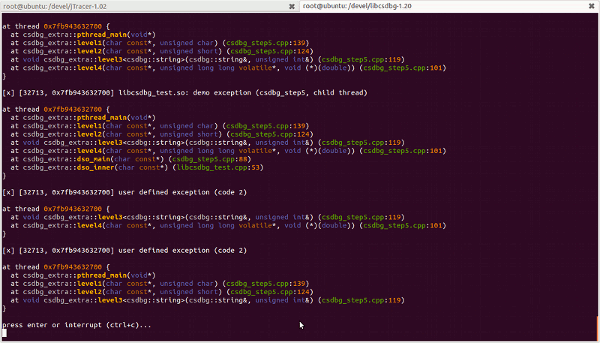 root@ubuntu: /devel/JTracer-1.02
root@ubuntu: /devel/libcsdbg-1.20
at thread 0x7fb943632700 {
at csdbg_extra::pthread_main(void*)
at csdbg_extra::level1(char const*, unsigned char) (csdbg_step5.cpp:139)
at csdbg_extra::level2(char const*, unsigned short) (csdbg_step5.cpp:124)
at void csdbg_extra::level3<csdbg::string>(csdbg::string&, unsigned int&) (csdbg_step5.cpp:119)
at csdbg_extra::level4(char const*, unsigned long long volatile*, void (*)(double)) (csdbg_step5.cpp:101)
}
[x] [32713, 0x7fb943632700] libcsdbg_test.so: demo exception (csdbg_step5, child thread)
at thread 0x7fb943632700 {
at csdbg_extra::pthread_main(void*)
at csdbg_extra::level1(char const*, unsigned char) (csdbg_step5.cpp:139)
at csdbg_extra::level2(char const*, unsigned short) (csdbg_step5.cpp:124)
at void csdbg_extra::level3<csdbg::string>(csdbg::string&, unsigned int&) (csdbg_step5.cpp:119)
at csdbg_extra::level4(char const*, unsigned long long volatile*, void (*)(double)) (csdbg_step5.cpp:101)
at csdbg_extra::dso_main(char const*) (csdbg_step5.cpp:88)
at csdbg_extra::dso_inner(char const*) (libcsdbg_test.cpp:53)
}
[x] [32713, 0x7fb943632700] user defined exception (code 2)
at thread 0x7fb943632700 {
at void csdbg_extra::level3<csdbg::string>(csdbg::string&, unsigned int&) (csdbg_step5.cpp:119)
at csdbg_extra::level4(char const*, unsigned long long volatile*, void (*)(double)) (csdbg_step5.cpp:101)
}
[x] [32713, 0x7fb943632700] user defined exception (code 2)
at thread 0x7fb943632700 {
at csdbg_extra::pthread_main(void*)
at csdbg_extra::level1(char const*, unsigned char) (csdbg_step5.cpp:139)
at csdbg_extra::level2(char const*, unsigned short) (csdbg_step5.cpp:124)
at void csdbg_extra::level3<csdbg::string>(csdbg::string&, unsigned int&) (csdbg_step5.cpp:119)
}
press enter or interrupt (ctrl+c)...